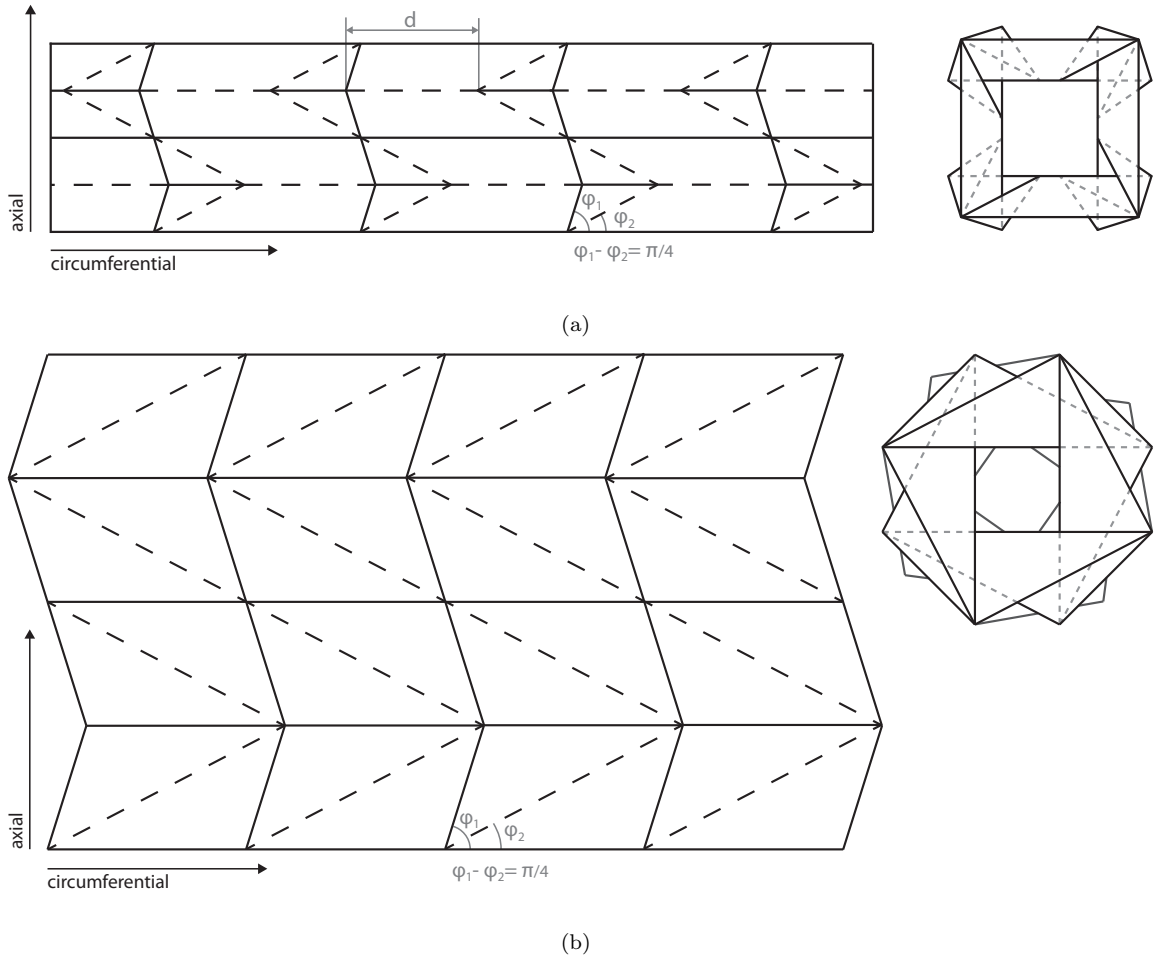 d
axial
φ₁
φ₂
φ₁- φ₂= π/4
circumferential
(a)
axial
φ₁
φ₂
φ₁- φ₂= π/4
circumferential
(b)